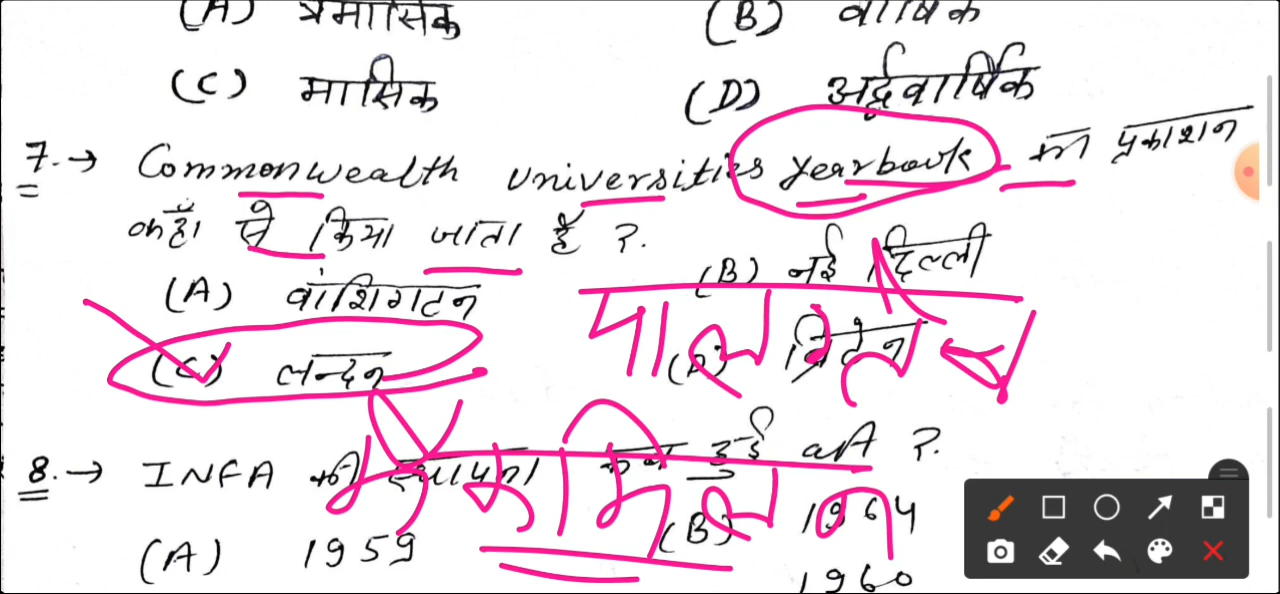 (A) त्रैमासिक (B) वार्षिक
(C) मासिक (D) अर्द्धवार्षिक
7.→ Commonwealth Universities Yearbook का प्रकाशन
कहाँ से किया जाता है ?.
(A) वाशिंगटन (B) नई दिल्ली
(C) लन्दन (D) ब्रिटेन
8.→ INFA की स्थापना कब हुई थी ?.
(A) 1959 (B) 1964
1960